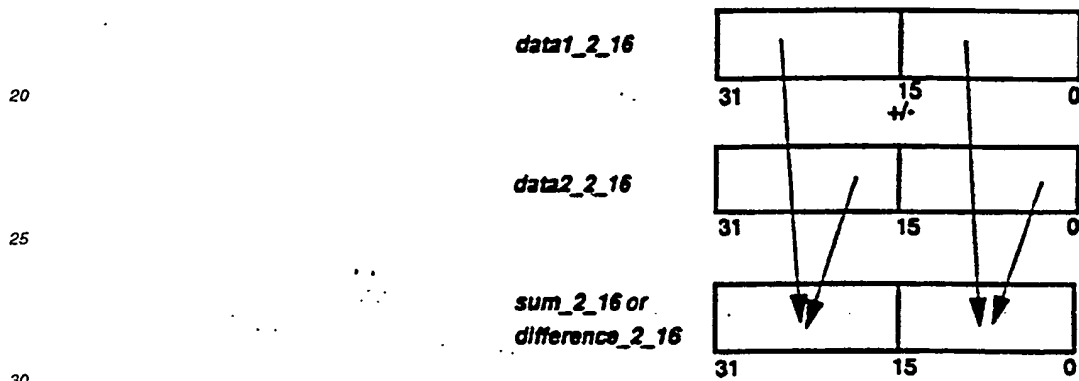 data1_2_16
31 15 0
20
+/-
data2_2_16
31 15 0
25
sum_2_16 or
difference_2_16
31 15 0
30